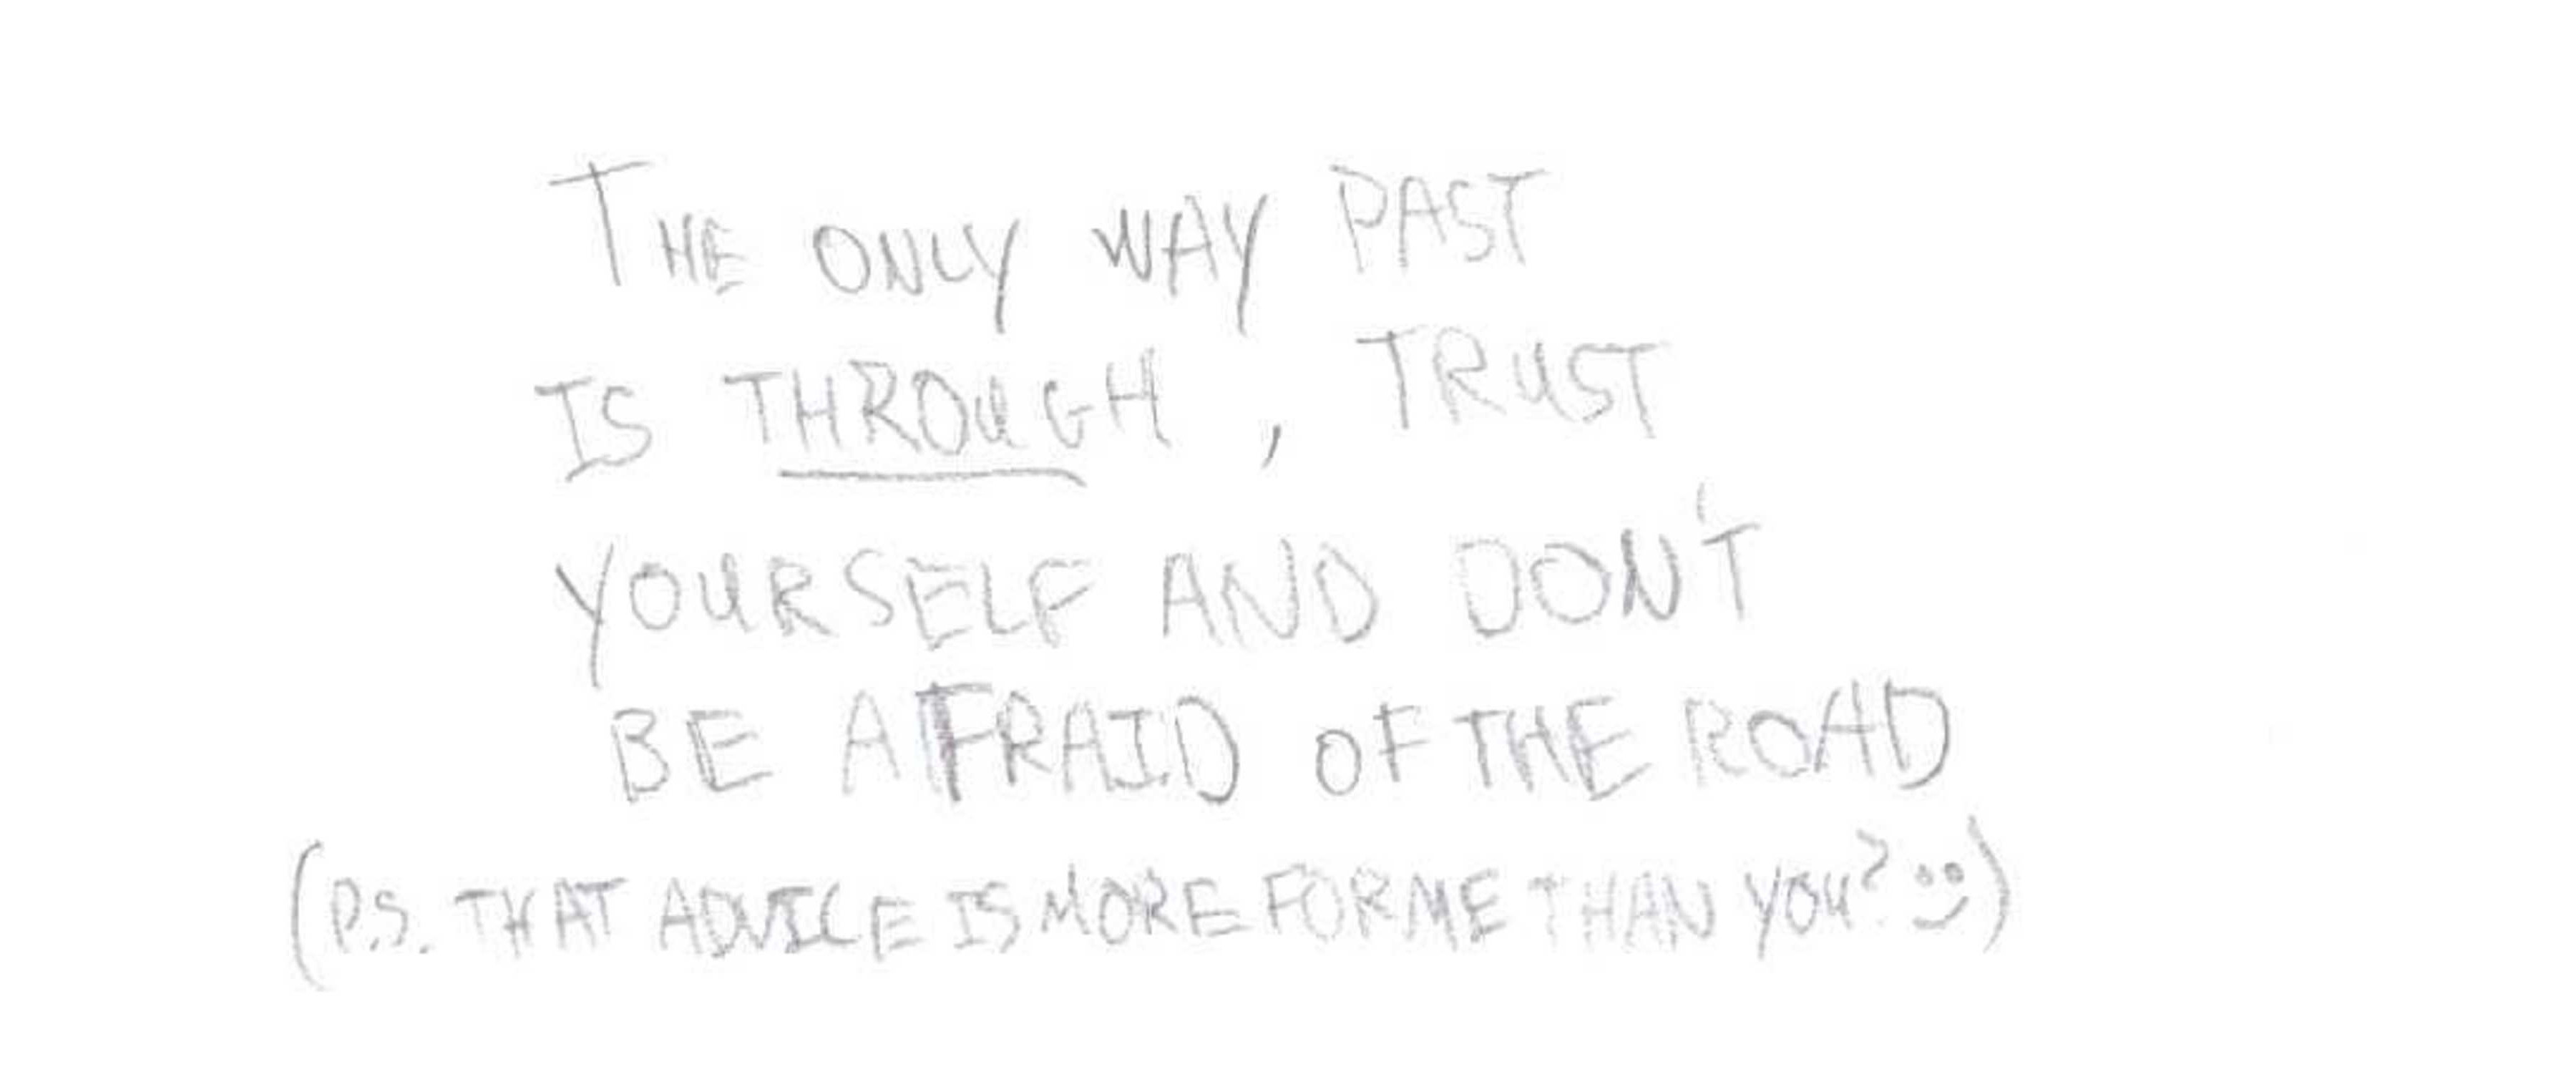 THE ONLY WAY PAST
IS THROUGH, TRUST
YOURSELF AND DON'T
BE AFRAID OF THE ROAD
(P.S. THAT ADVICE IS MORE FOR ME THAN YOU? :))